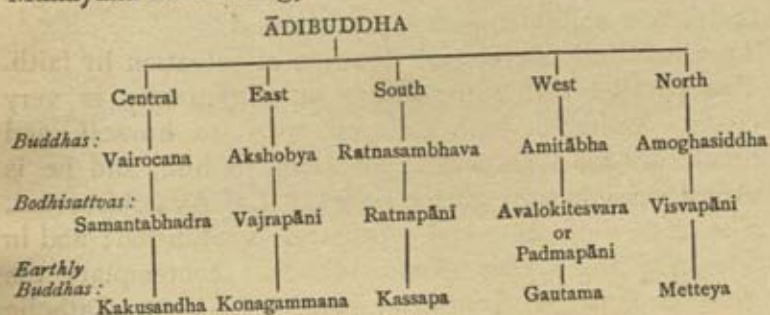 ĀDIBUDDHA
Central East South West North
Buddhas:
Vairocana Akshobya Ratnasambhava Amitābha Amoghasiddha
Bodhisattvas:
Samantabhadra Vajrapāni Ratnapāni Avalokitesvara Visvapāni
or
Padmapāni
Earthly
Buddhas:
Kakusandha Konagammana Kassapa Gautama Metteya